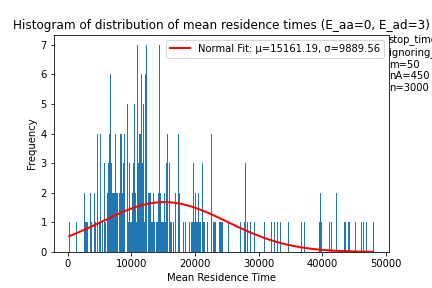 Histogram of distribution of mean residence times (E_aa=0, E_ad=3)
Normal Fit: μ=15161.19, σ=9889.56
m=50
nA=450
n=3000
Frequency
7
6
5
4
3
2
1
0
0 10000 20000 30000 40000 50000
Mean Residence Time